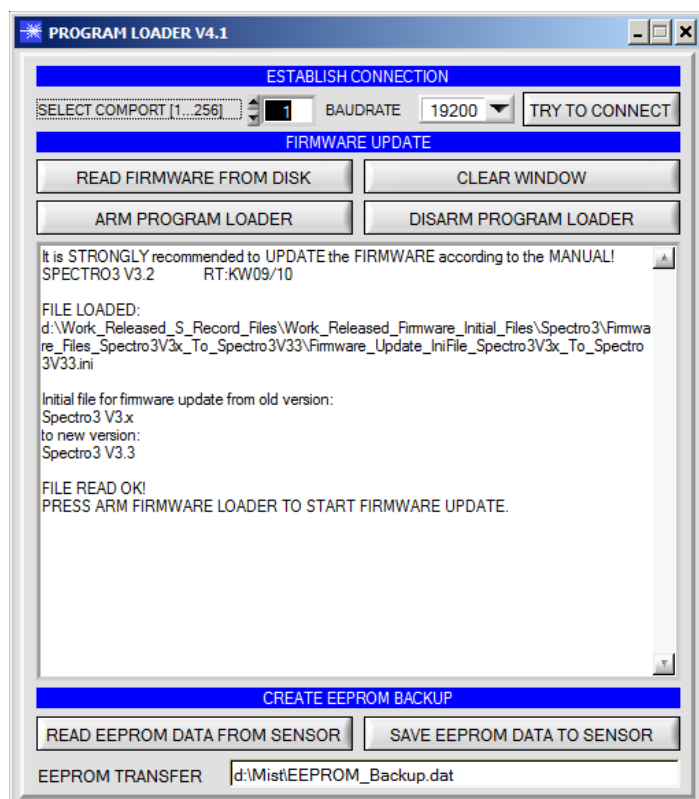 PROGRAM LOADER V4.1
ESTABLISH CONNECTION
SELECT COMPORT [1...256] 1 BAUDRATE 19200 TRY TO CONNECT
FIRMWARE UPDATE
READ FIRMWARE FROM DISK CLEAR WINDOW
ARM PROGRAM LOADER DISARM PROGRAM LOADER
It is STRONGLY recommended to UPDATE the FIRMWARE according to the MANUAL!
SPECTRO3 V3.2 RT:KW09/10
FILE LOADED:
d:\Work_Released_S_Record_Files\Work_Released_Firmware_Initial_Files\Spectro3\Firmwa
re_Files_Spectro3V3x_To_Spectro3V33\Firmware_Update_IniFile_Spectro3V3x_To_Spectro
3V33.ini
Initial file for firmware update from old version:
Spectro3 V3.x
to new version:
Spectro3 V3.3
FILE READ OK!
PRESS ARM FIRMWARE LOADER TO START FIRMWARE UPDATE.
CREATE EEPROM BACKUP
READ EEPROM DATA FROM SENSOR SAVE EEPROM DATA TO SENSOR
EEPROM TRANSFER d:\Mist\EEPROM_Backup.dat